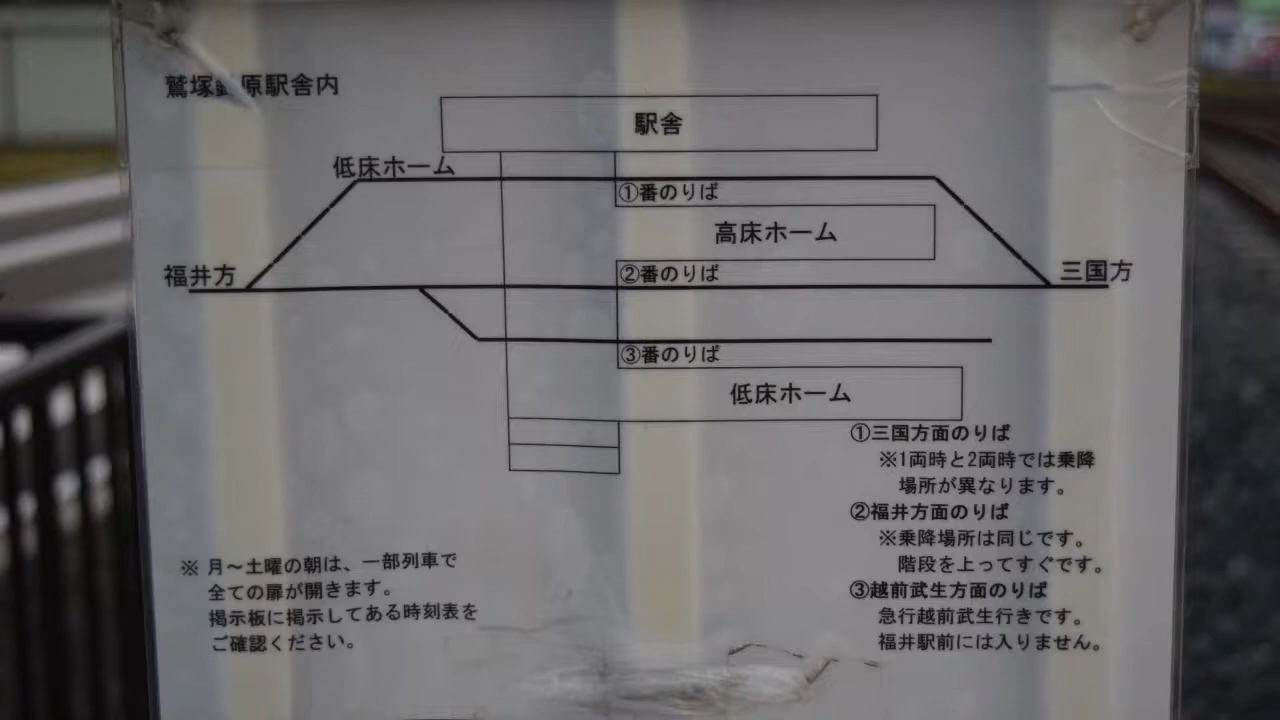 鷲塚針原駅舎内
駅舎
低床ホーム
①番のりば
高床ホーム
福井方
②番のりば
三国方
③番のりば
低床ホーム
①三国方面のりば
※1両時と2両時では乗降
場所が異なります。
②福井方面のりば
※乗降場所は同じです。
階段を上ってすぐです。
③越前武生方面のりば
急行越前武生行きです。
福井駅前には入りません。
※ 月～土曜の朝は、一部列車で
全ての扉が開きます。
掲示板に掲示してある時刻表を
ご確認ください。